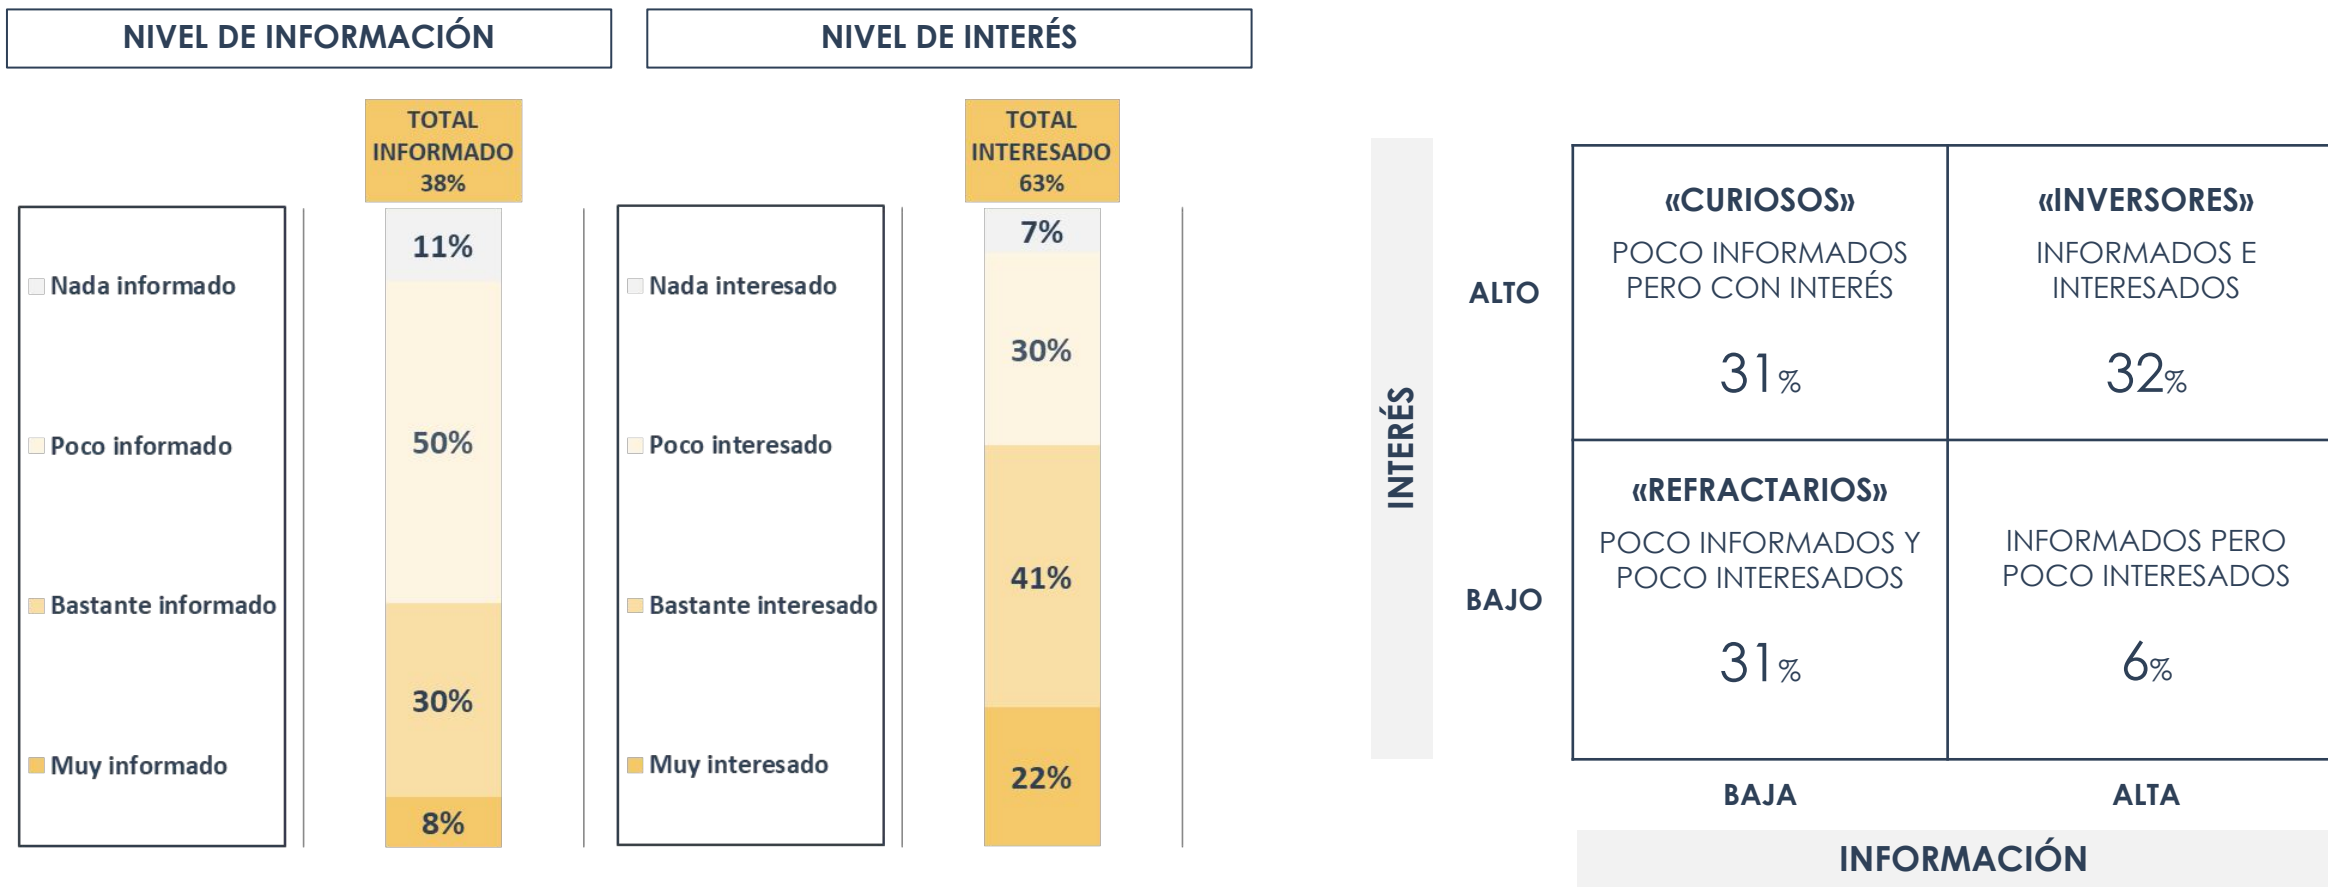 NIVEL DE INFORMACIÓN
TOTAL
INFORMADO
38%
Nada informado
Poco informado
Bastante informado
Muy informado
11%
50%
30%
8%
NIVEL DE INTERÉS
TOTAL
INTERESADO
63%
Nada interesado
Poco interesado
Bastante interesado
Muy interesado
7%
30%
41%
22%
INTERÉS
ALTO
BAJO
«CURIOSOS»
POCO INFORMADOS
PERO CON INTERÉS
31%
«INVERSORES»
INFORMADOS E
INTERESADOS
32%
«REFRACTARIOS»
POCO INFORMADOS Y
POCO INTERESADOS
31%
INFORMADOS PERO
POCO INTERESADOS
6%
BAJA
ALTA
INFORMACIÓN